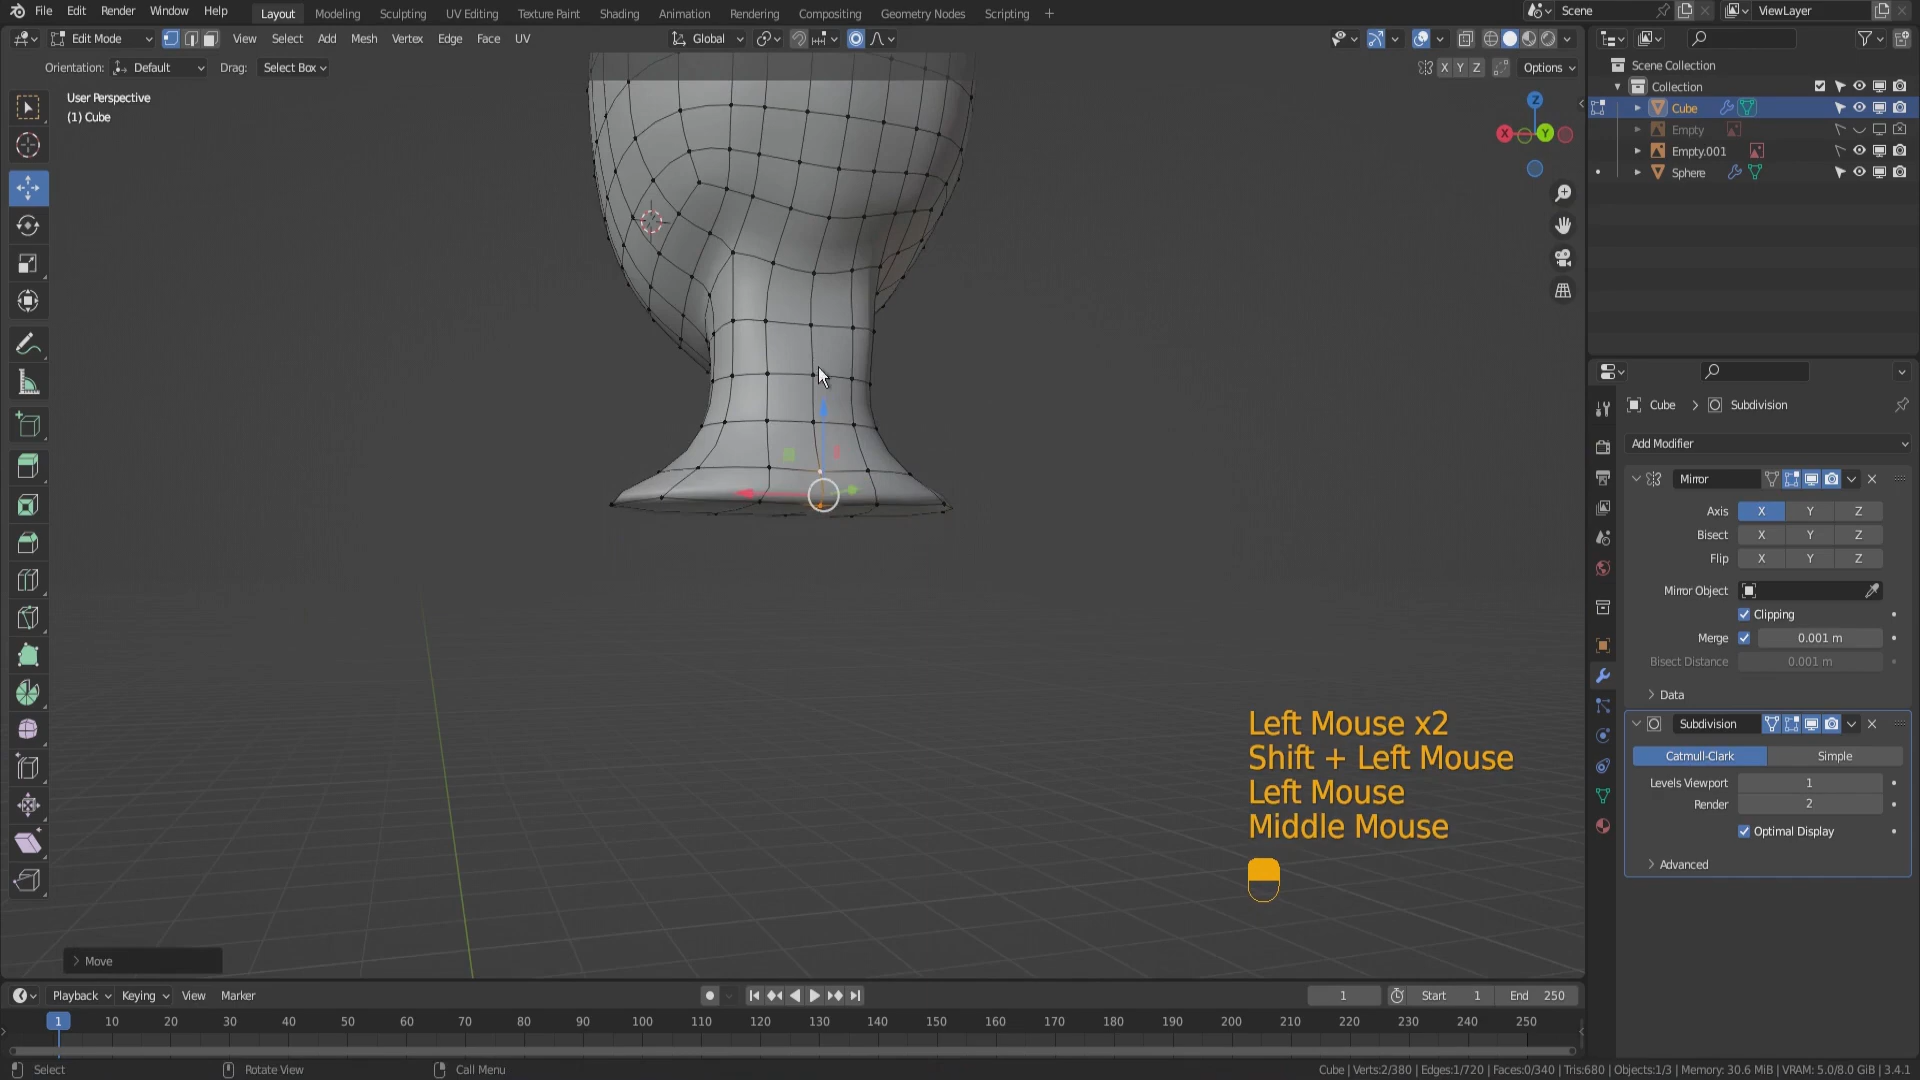 File Edit Render Window Help Layout Modeling Sculpting UV Editing Texture Paint Shading Animation Rendering Compositing Geometry Nodes Scripting + Scene ViewLayer
Edit Mode View Select Add Mesh Vertex Edge Face UV Global
Orientation: Default Drag: Select Box X Y Z Options
User Perspective
(1) Cube
Z
X Y
Scene Collection
Collection
Cube
Empty
Empty.001
Sphere
Cube > Subdivision
Add Modifier
Mirror
Axis X Y Z
Bisect X Y Z
Flip X Y Z
Mirror Object
Clipping
Merge 0.001 m
Bisect Distance 0.001 m
Data
Subdivision
Catmull-Clark Simple
Levels Viewport 1
Render 2
Optimal Display
Advanced
Left Mouse x2
Shift + Left Mouse
Left Mouse
Middle Mouse
Move
Playback Keying View Marker 1 Start 1 End 250
1 10 20 30 40 50 60 70 80 90 100 110 120 130 140 150 160 170 180 190 200 210 220 230 240 250
Select Rotate View Call Menu Cube | Verts:2/380 | Edges:1/720 | Faces:0/340 | Tris:680 | Objects:1/3 | Memory: 30.6 MiB | VRAM: 5.0/8.0 GiB | 3.4.1